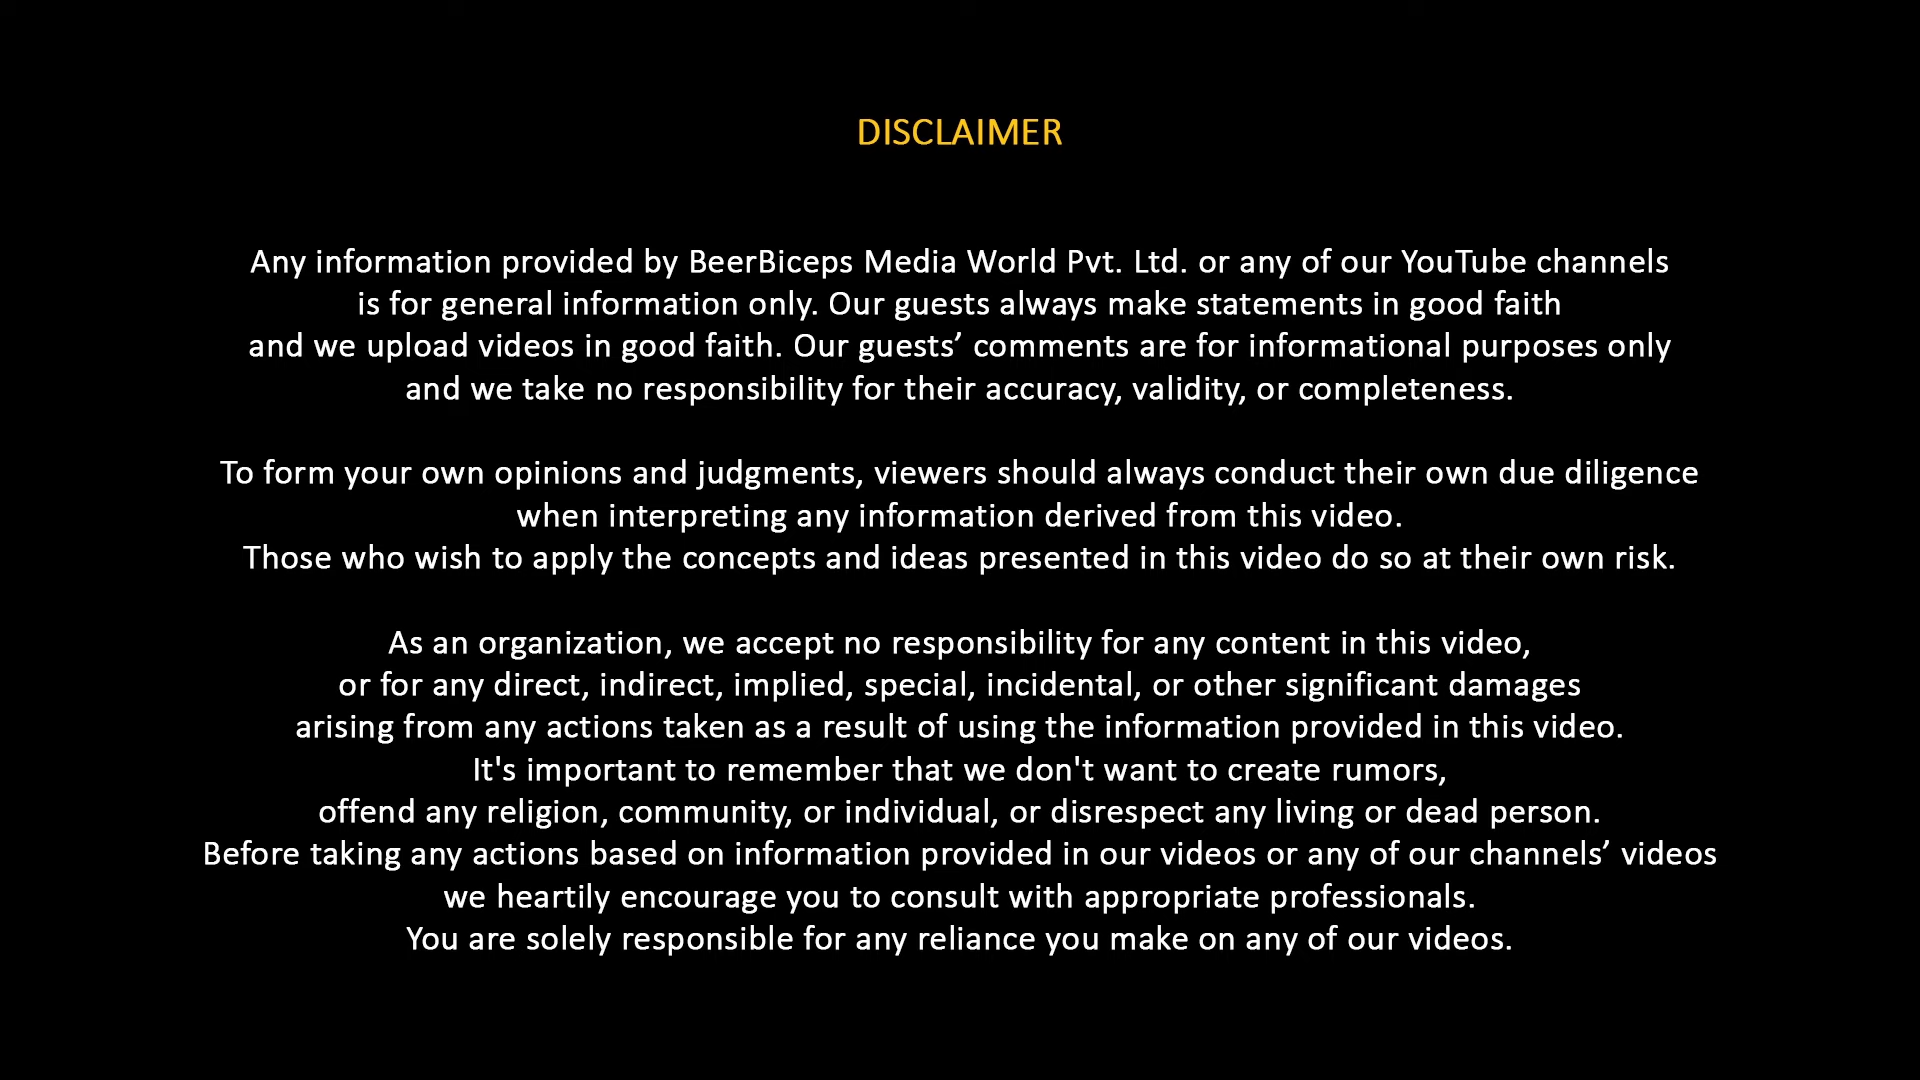 DISCLAIMER
Any information provided by BeerBiceps Media World Pvt. Ltd. or any of our YouTube channels
is for general information only. Our guests always make statements in good faith
and we upload videos in good faith. Our guests’ comments are for informational purposes only
and we take no responsibility for their accuracy, validity, or completeness.
To form your own opinions and judgments, viewers should always conduct their own due diligence
when interpreting any information derived from this video.
Those who wish to apply the concepts and ideas presented in this video do so at their own risk.
As an organization, we accept no responsibility for any content in this video,
or for any direct, indirect, implied, special, incidental, or other significant damages
arising from any actions taken as a result of using the information provided in this video.
It's important to remember that we don't want to create rumors,
offend any religion, community, or individual, or disrespect any living or dead person.
Before taking any actions based on information provided in our videos or any of our channels’ videos
we heartily encourage you to consult with appropriate professionals.
You are solely responsible for any reliance you make on any of our videos.